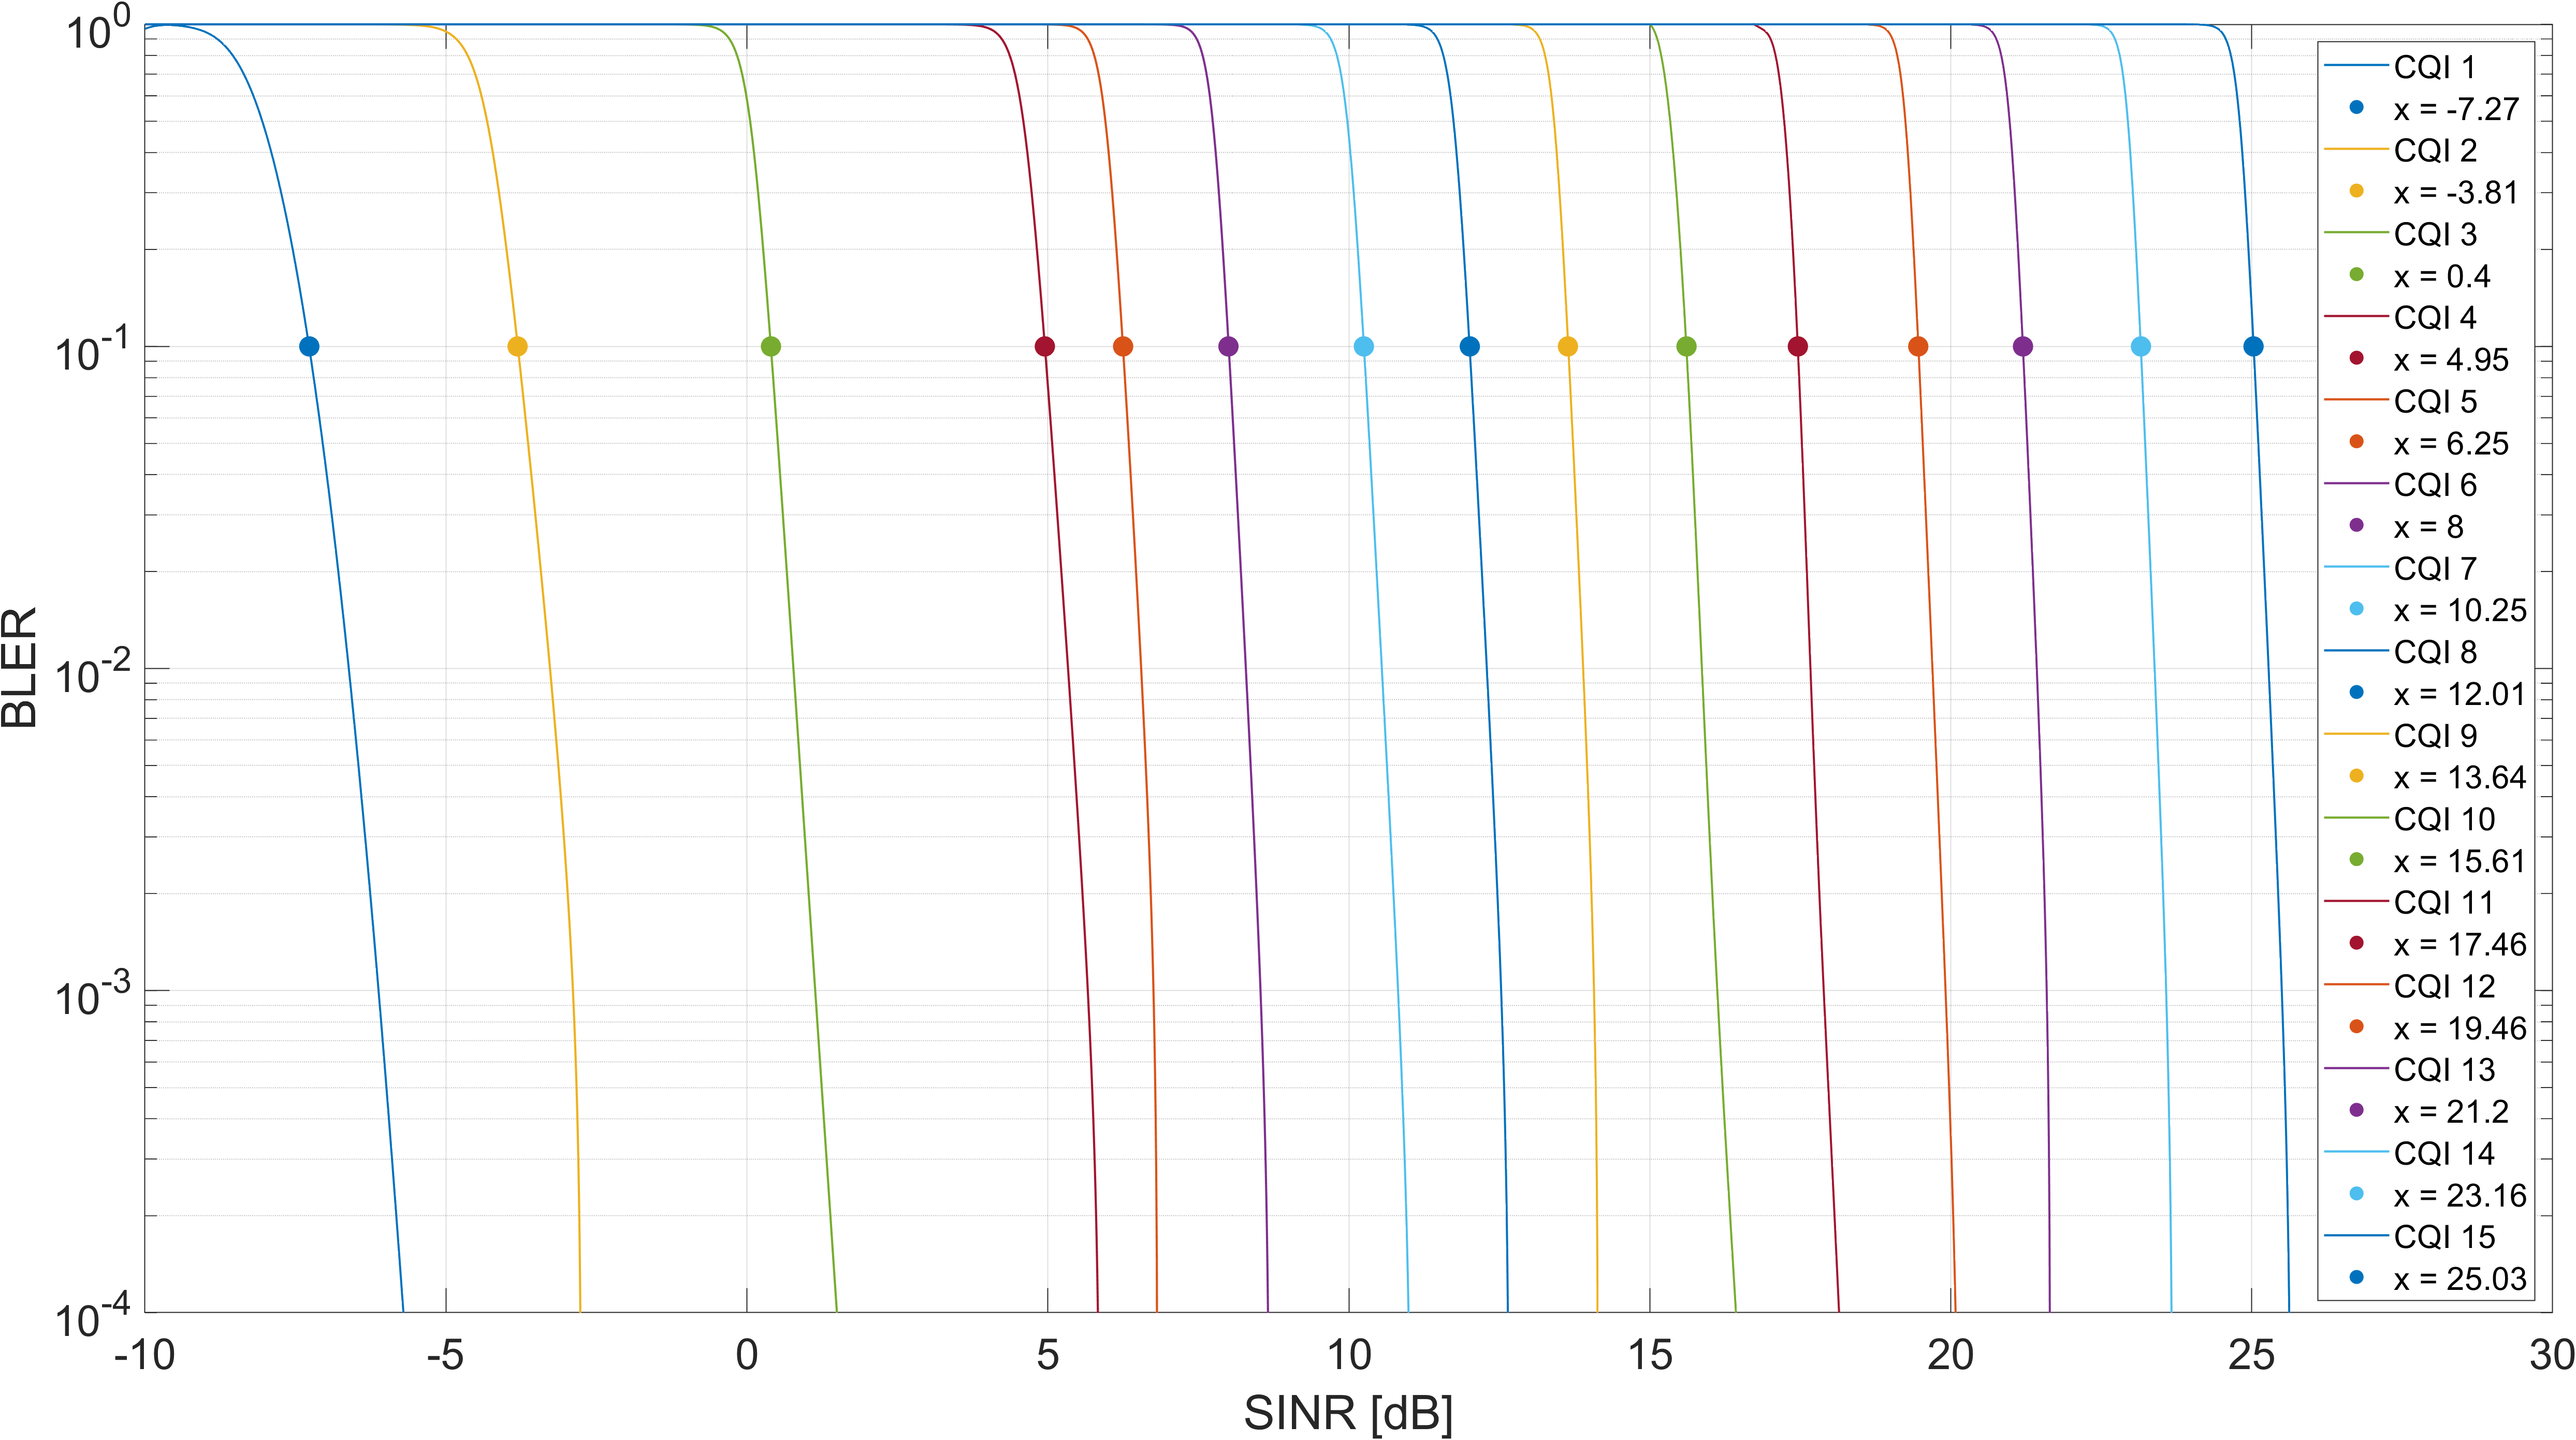 10^0
10^-1
10^-2
10^-3
10^-4
BLER
-10 -5 0 5 10 15 20 25 30
SINR [dB]
CQI 1
x = -7.27
CQI 2
x = -3.81
CQI 3
x = 0.4
CQI 4
x = 4.95
CQI 5
x = 6.25
CQI 6
x = 8
CQI 7
x = 10.25
CQI 8
x = 12.01
CQI 9
x = 13.64
CQI 10
x = 15.61
CQI 11
x = 17.46
CQI 12
x = 19.46
CQI 13
x = 21.2
CQI 14
x = 23.16
CQI 15
x = 25.03